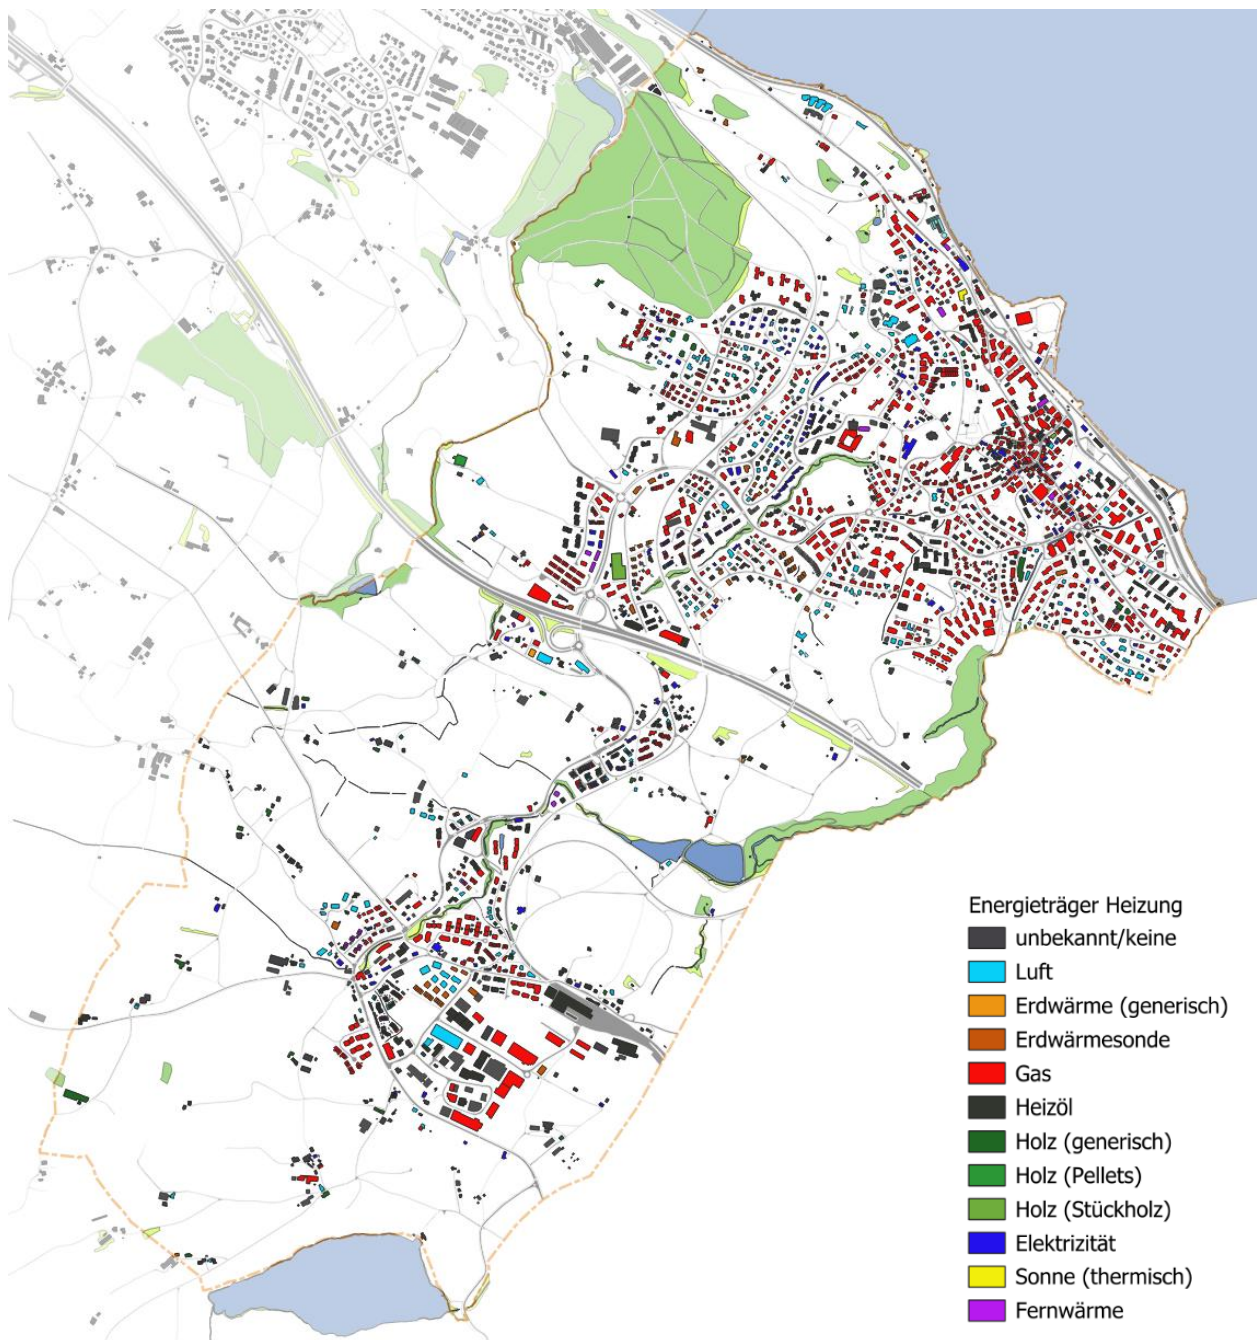 Energieträger Heizung
unbekannt/keine
Luft
Erdwärme (generisch)
Erdwärmesonde
Gas
Heizöl
Holz (generisch)
Holz (Pellets)
Holz (Stückholz)
Elektrizität
Sonne (thermisch)
Fernwärme